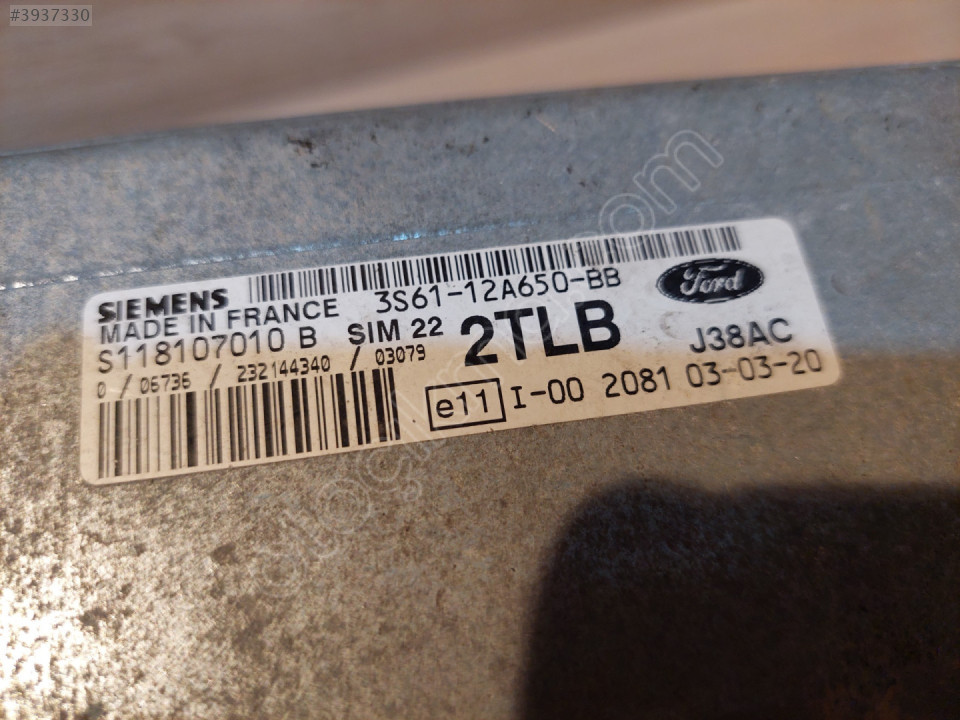 #3937330
SIEMENS
MADE IN FRANCE
3S61-12A650-BB
Ford
S118107010 B
SIM 22
2TLB
J38AC
0 / 06736 / 232144340 / 03079
e11 I-00 2081 03-03-20